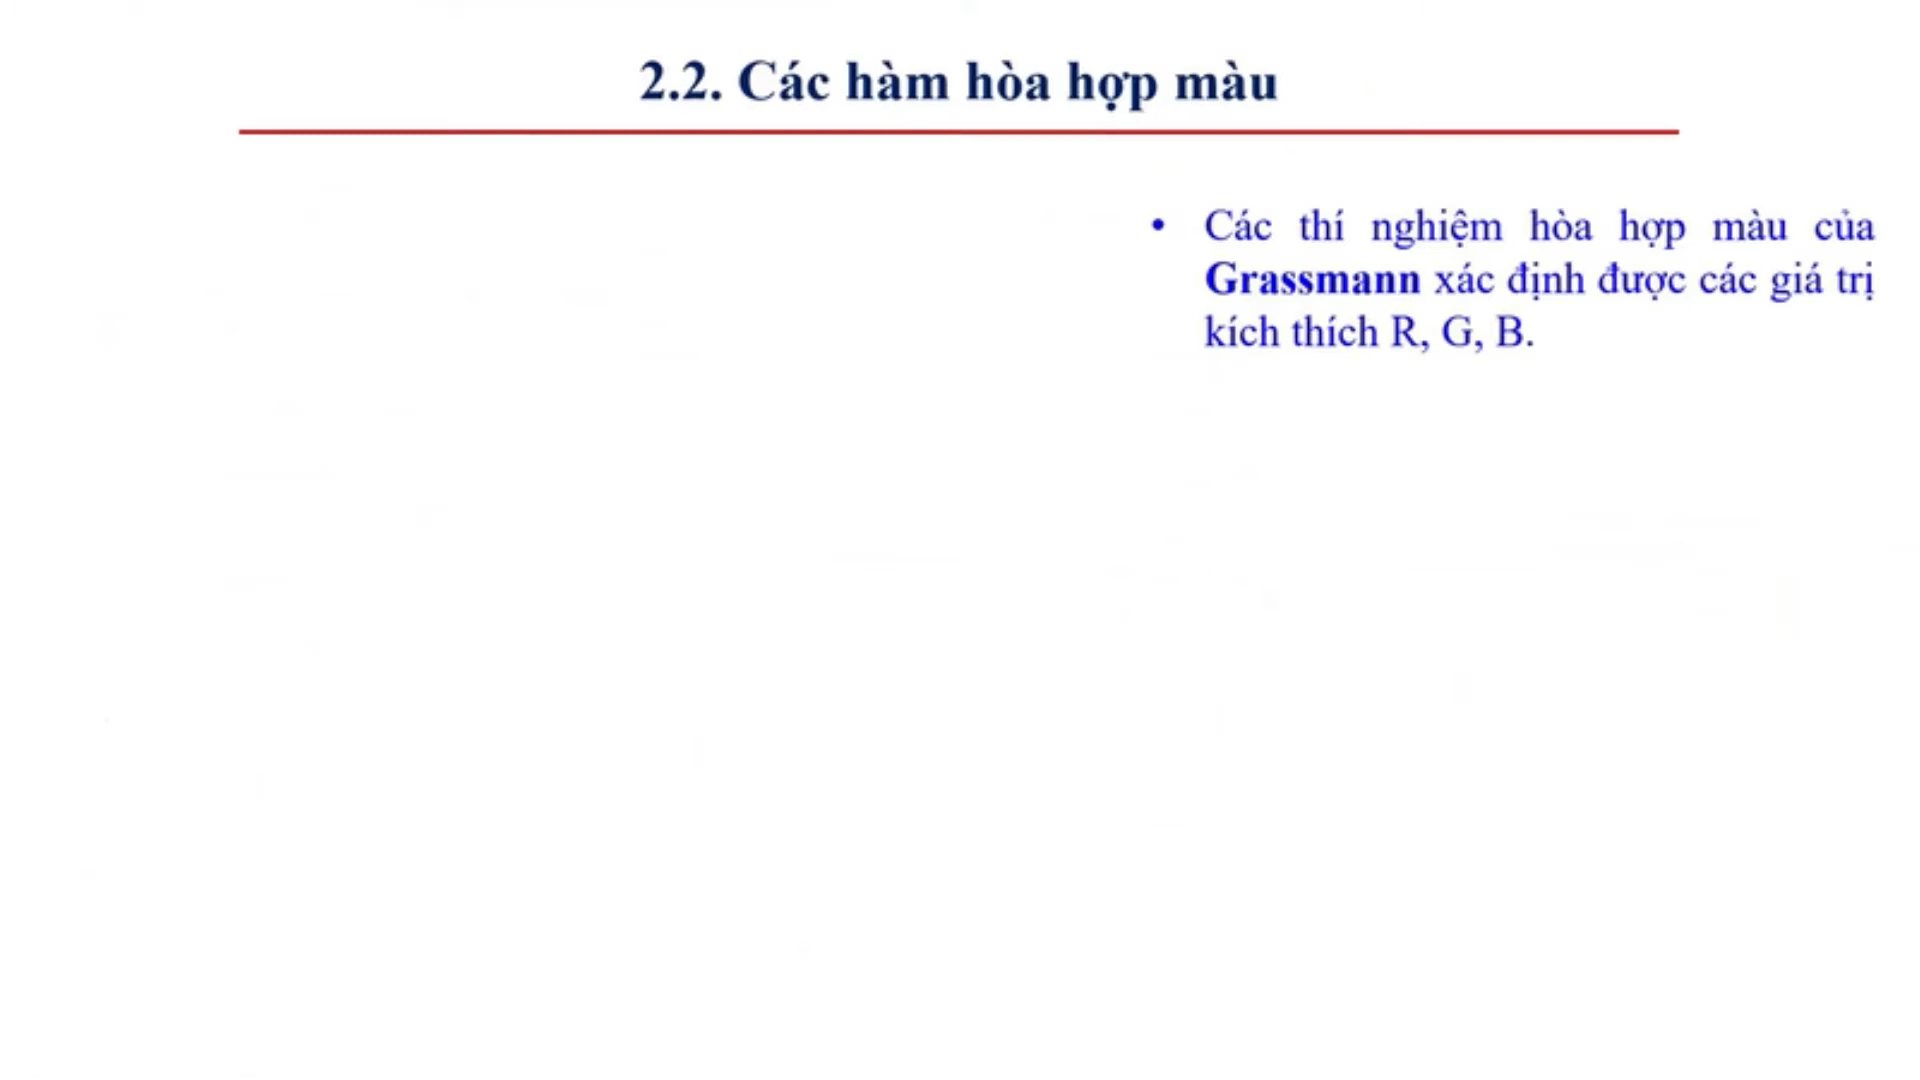 2.2. Các hàm hòa hợp màu
• Các thí nghiệm hòa hợp màu của
Grassmann xác định được các giá trị
kích thích R, G, B.